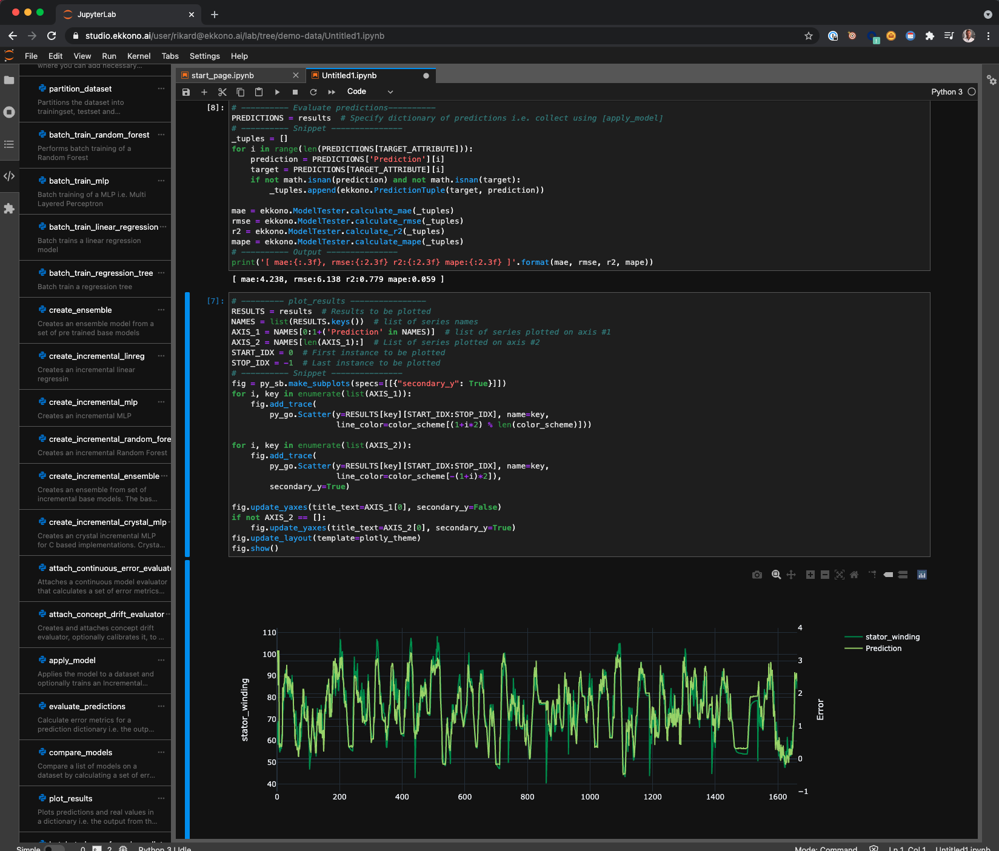 JupyterLab
studio.ekkono.ai/user/rikard@ekkono.ai/lab/tree/demo-data/Untitled1.ipynb
File Edit View Run Kernel Tabs Settings Help
where you can add necessary...
partition_dataset
Partitions the dataset into
trainingset, testset and...
batch_train_random_forest
Performs batch training of a
Random Forest
batch_train_mlp
Batch training of a MLP i.e. Multi
Layered Perceptron
batch_train_linear_regression
Batch trains a linear regression
model
batch_train_regression_tree
Batch train a regression tree
create_ensemble
Creates an ensemble model from a
set of pre trained base models
create_incremental_linreg
Creates an incremental linear
regressin
create_incremental_mlp
Creates an incremental MLP
create_incremental_random_fore
Creates an incremental Random Forest
create_incremental_ensemble
Creates an ensemble from set of
incremental base models. The bas...
create_incremental_crystal_mlp
Creates an crystal incremental MLP
for C based implementations. Crysta...
attach_continuous_error_evaluat
Attaches a continuous model evaluator
that calculates a set of error metrics...
attach_concept_drift_evaluator
Creates and attaches concept drift
evaluator, optionally calibrates it, to ...
apply_model
Applies the model to a dataset and
optionally trains an Incremental...
evaluate_predictions
Calculate error metrics for a
prediction dictionary i.e. the outp...
compare_models
Compare a list of models on a
dataset by calculating a set of err...
plot_results
Plots predictions and real values in
a dictionary i.e. the output from th...
start_page.ipynb
Untitled1.ipynb
Code
Python 3
[8]:
# ---------- Evaluate predictions----------
PREDICTIONS = results  # Specify dictionary of predictions i.e. collect using [apply_model]
# ---------- Snippet ---------------
_tuples = []
for i in range(len(PREDICTIONS[TARGET_ATTRIBUTE])):
    prediction = PREDICTIONS['Prediction'][i]
    target = PREDICTIONS[TARGET_ATTRIBUTE][i]
    if not math.isnan(prediction) and not math.isnan(target):
        _tuples.append(ekkono.PredictionTuple(target, prediction))
mae = ekkono.ModelTester.calculate_mae(_tuples)
rmse = ekkono.ModelTester.calculate_rmse(_tuples)
r2 = ekkono.ModelTester.calculate_r2(_tuples)
mape = ekkono.ModelTester.calculate_mape(_tuples)
# ---------- Output ---------------
print('[ mae:{:.3f}, rmse:{:2.3f} r2:{:2.3f} mape:{:2.3f} ]'.format(mae, rmse, r2, mape))
[ mae:4.238, rmse:6.138 r2:0.779 mape:0.059 ]
[7]:
# --------- plot_results ----------------
RESULTS = results  # Results to be plotted
NAMES = list(RESULTS.keys())  # list of series names
AXIS_1 = NAMES[0:1+('Prediction' in NAMES)]  # list of series plotted on axis #1
AXIS_2 = NAMES[len(AXIS_1):]  # List of series plotted on axis #2
START_IDX = 0  # First instance to be plotted
STOP_IDX = -1  # Last instance to be plotted
# ---------- Snippet ---------------
fig = py_sb.make_subplots(specs=[[{"secondary_y": True}]])
for i, key in enumerate(list(AXIS_1)):
    fig.add_trace(
        py_go.Scatter(y=RESULTS[key][START_IDX:STOP_IDX], name=key,
                      line_color=color_scheme[(1+i*2) % len(color_scheme)]))
for i, key in enumerate(list(AXIS_2)):
    fig.add_trace(
        py_go.Scatter(y=RESULTS[key][START_IDX:STOP_IDX], name=key,
                      line_color=color_scheme[-(1+i)*2]),
        secondary_y=True)
fig.update_yaxes(title_text=AXIS_1[0], secondary_y=False)
if not AXIS_2 == []:
    fig.update_yaxes(title_text=AXIS_2[0], secondary_y=True)
fig.update_layout(template=plotly_theme)
fig.show()
stator_winding
110
100
90
80
70
60
50
40
0 200 400 600 800 1000 1200 1400 1600
4
3
2
1
0
−1
Error
stator_winding
Prediction
Simple 0 2 Python 3 | Idle
Mode: Command Ln 1, Col 1 Untitled1.ipynb